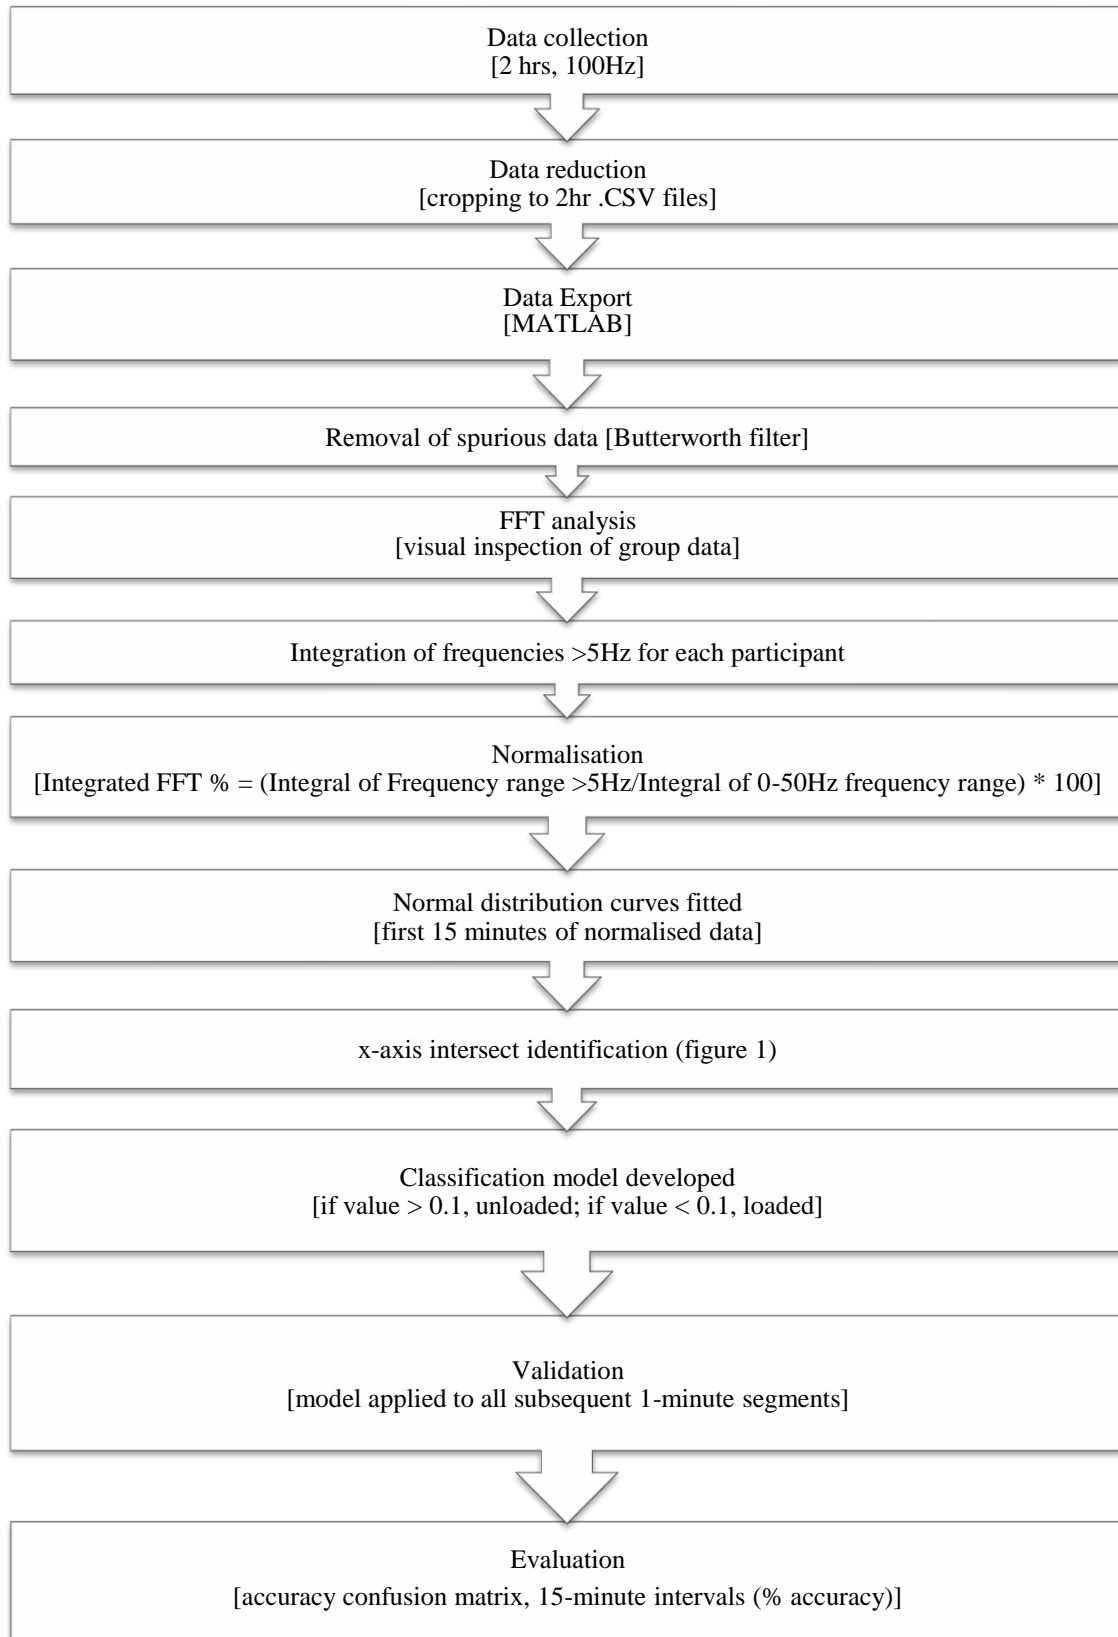 Data collection
[2 hrs, 100Hz]
Data reduction
[cropping to 2hr .CSV files]
Data Export
[MATLAB]
Removal of spurious data [Butterworth filter]
FFT analysis
[visual inspection of group data]
Integration of frequencies >5Hz for each participant
Normalisation
[Integrated FFT % = (Integral of Frequency range >5Hz/Integral of 0-50Hz frequency range) * 100]
Normal distribution curves fitted
[first 15 minutes of normalised data]
x-axis intersect identification (figure 1)
Classification model developed
[if value > 0.1, unloaded; if value < 0.1, loaded]
Validation
[model applied to all subsequent 1-minute segments]
Evaluation
[accuracy confusion matrix, 15-minute intervals (% accuracy)]